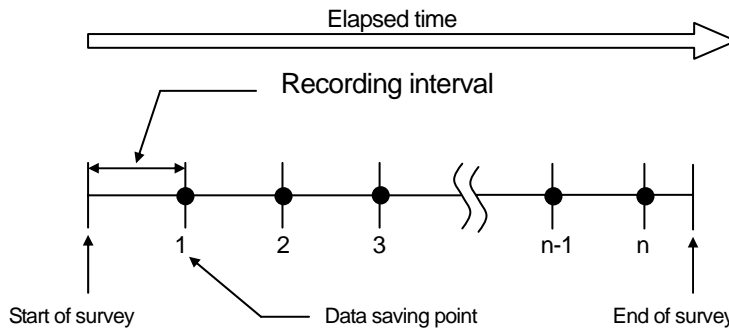 Elapsed time
Recording interval
1
2
3
n-1
n
Start of survey
Data saving point
End of survey